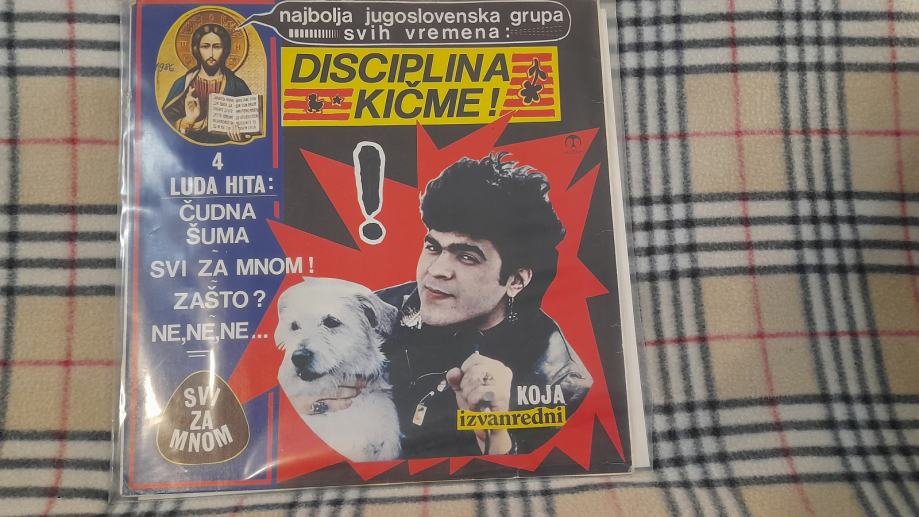 najbolja jugoslovenska grupa
svih vremena:
DISCIPLINA
KIČME!
1986.
4
LUDA HITA:
ČUDNA
ŠUMA
~
SVI ZA MNOM!
~
ZAŠTO?
~
NE,NE,NE...
!
SVI
ZA
MNOM
KOJA
izvanredni